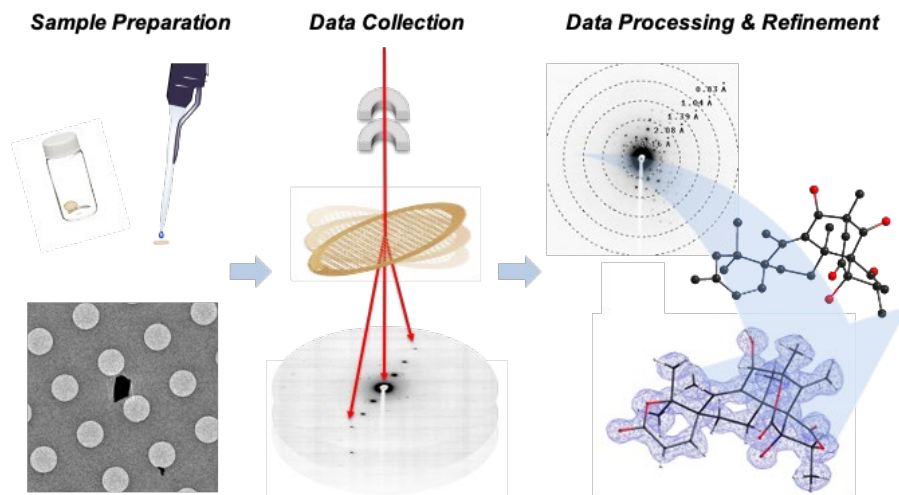 Sample Preparation
Data Collection
Data Processing & Refinement
0.83 Å
1.04 Å
1.39 Å
2.08 Å